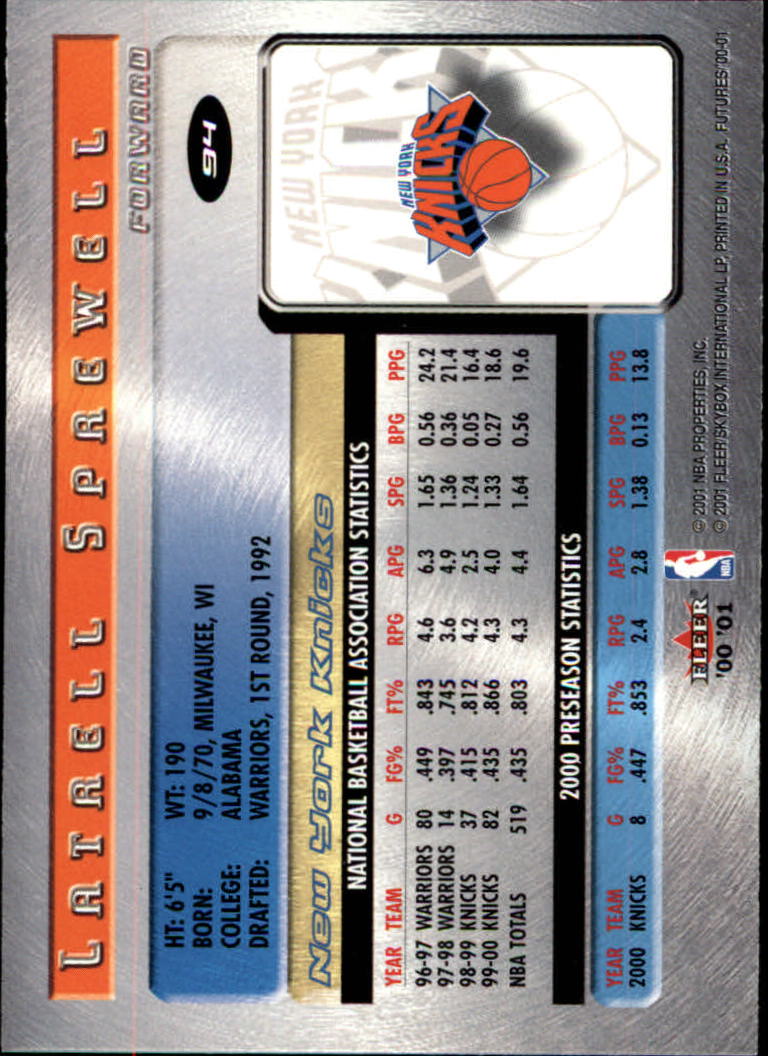 LATRELL SPREWELL
FORWARD
94
HT: 6'5" WT: 190
BORN: 9/8/70, MILWAUKEE, WI
COLLEGE: ALABAMA
DRAFTED: WARRIORS, 1ST ROUND, 1992
NEW YORK
KNICKS
NEW YORK
KNICKS
New York Knicks
NATIONAL BASKETBALL ASSOCIATION STATISTICS
YEAR TEAM G FG% FT% RPG APG SPG BPG PPG
96-97 WARRIORS 80 .449 .843 4.6 6.3 1.65 0.56 24.2
97-98 WARRIORS 14 .397 .745 3.6 4.9 1.36 0.36 21.4
98-99 KNICKS 37 .415 .812 4.2 2.5 1.24 0.05 16.4
99-00 KNICKS 82 .435 .866 4.3 4.0 1.33 0.27 18.6
NBA TOTALS 519 .435 .803 4.3 4.4 1.64 0.56 19.6
2000 PRESEASON STATISTICS
YEAR TEAM G FG% FT% RPG APG SPG BPG PPG
2000 KNICKS 8 .447 .853 2.4 2.8 1.38 0.13 13.8
FLEER®
'00 '01
NBA
© 2001 NBA PROPERTIES, INC.
© 2001 FLEER/SKYBOX INTERNATIONAL LP, PRINTED IN U.S.A. FUTURES '00-01